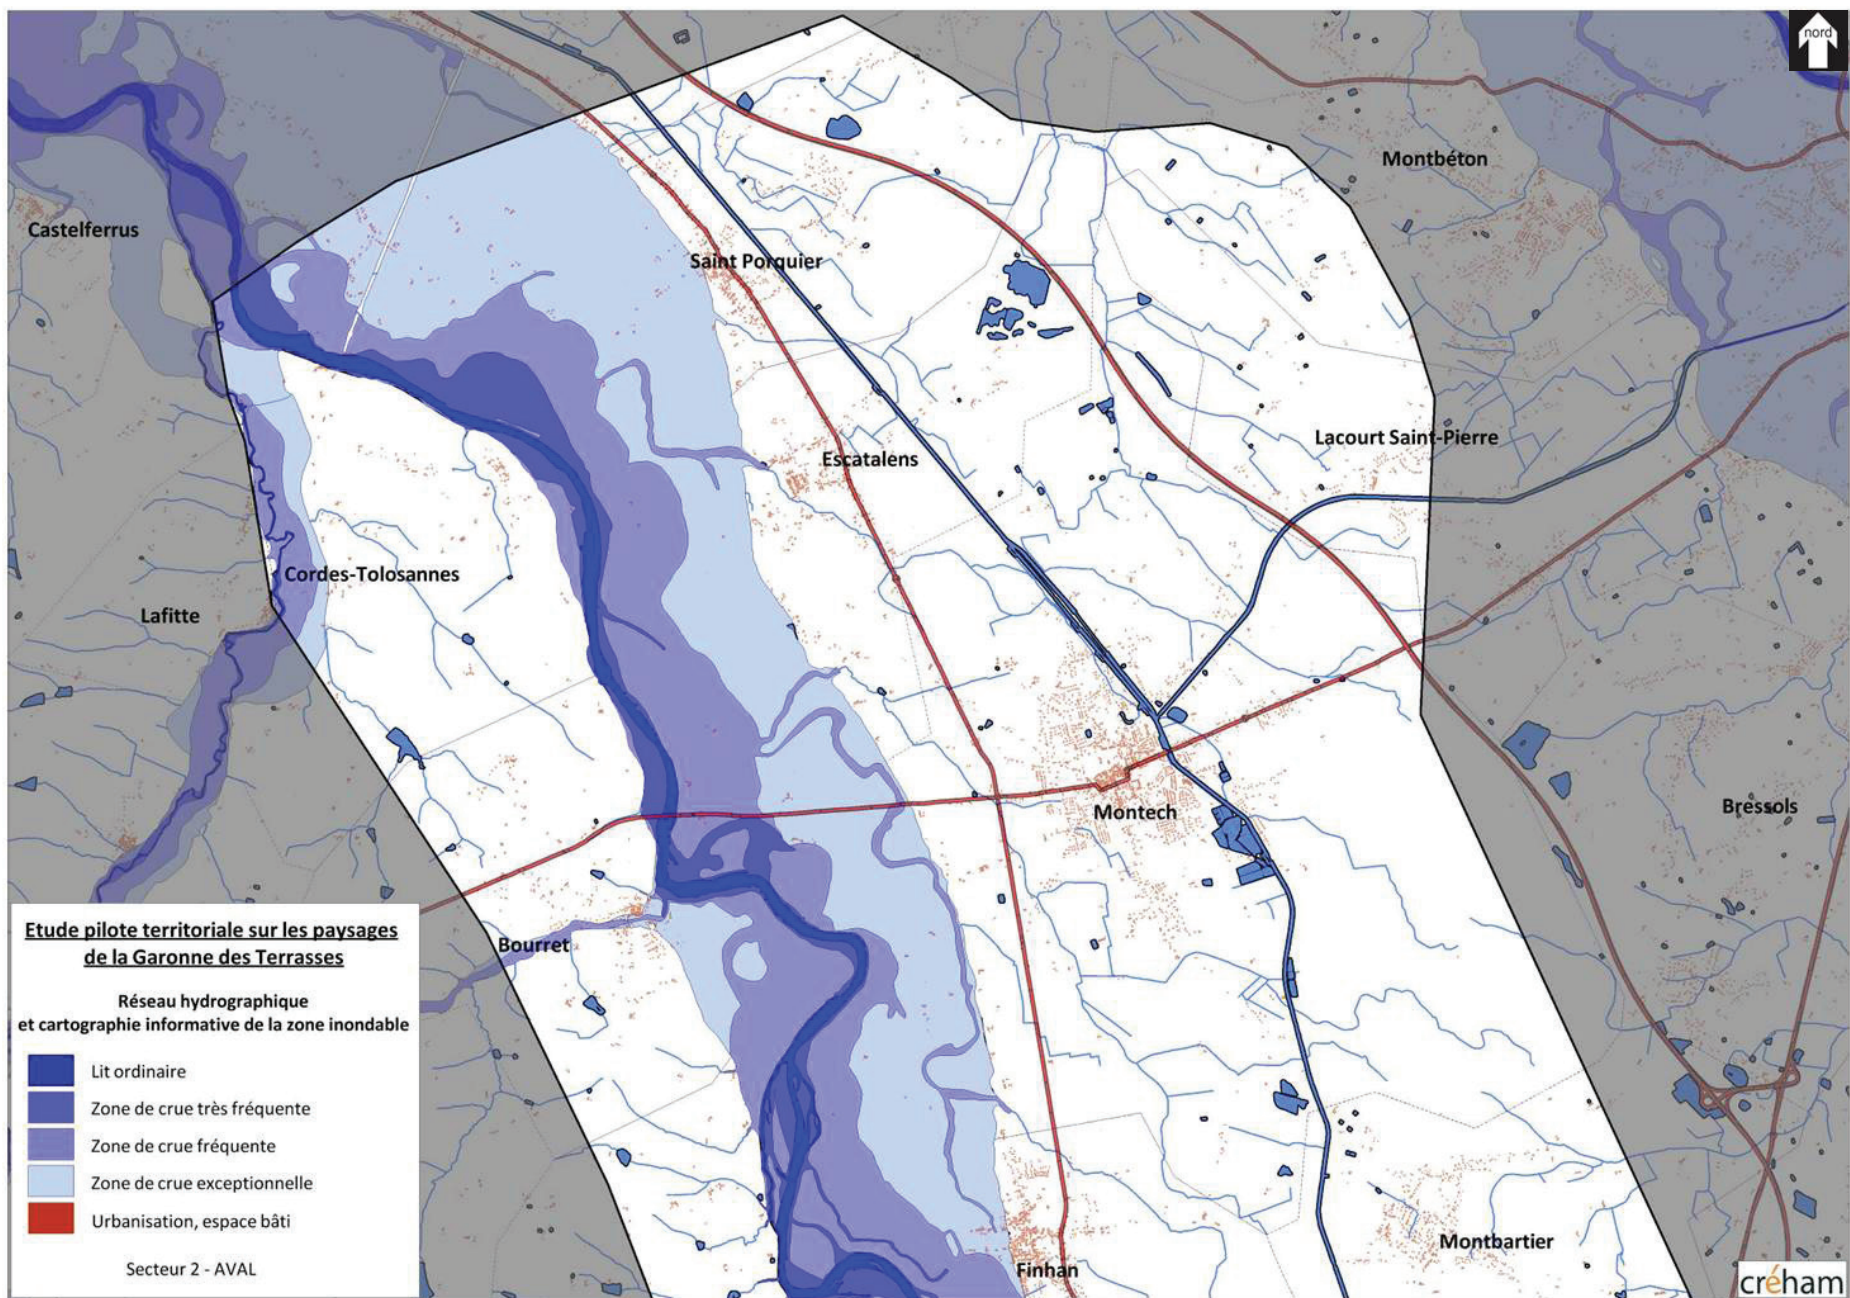 nord
Montbéton
Castelferrus
Saint Porquier
Lacourt Saint-Pierre
Escatalens
Cordes-Tolosannes
Lafitte
Bressols
Montech
Bourret
Montbartier
Finhan
Etude pilote territoriale sur les paysages
de la Garonne des Terrasses
Réseau hydrographique
et cartographie informative de la zone inondable
Lit ordinaire
Zone de crue très fréquente
Zone de crue fréquente
Zone de crue exceptionnelle
Urbanisation, espace bâti
Secteur 2 - AVAL
créham